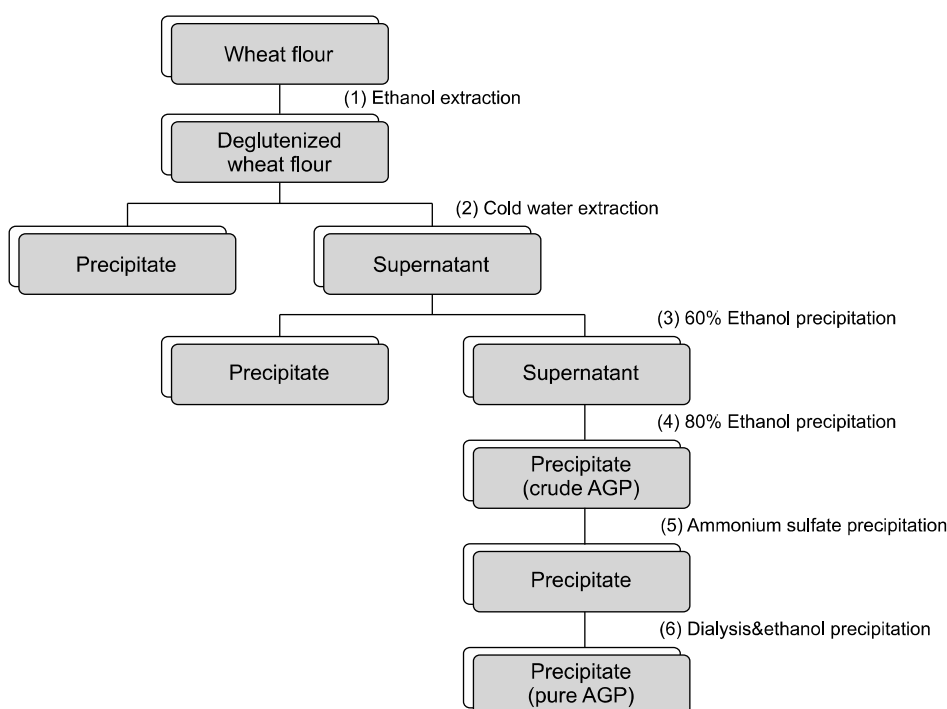 Wheat flour
(1) Ethanol extraction
Deglutenized
wheat flour
(2) Cold water extraction
Precipitate
Supernatant
(3) 60% Ethanol precipitation
Precipitate
Supernatant
(4) 80% Ethanol precipitation
Precipitate
(crude AGP)
(5) Ammonium sulfate precipitation
Precipitate
(6) Dialysis&ethanol precipitation
Precipitate
(pure AGP)